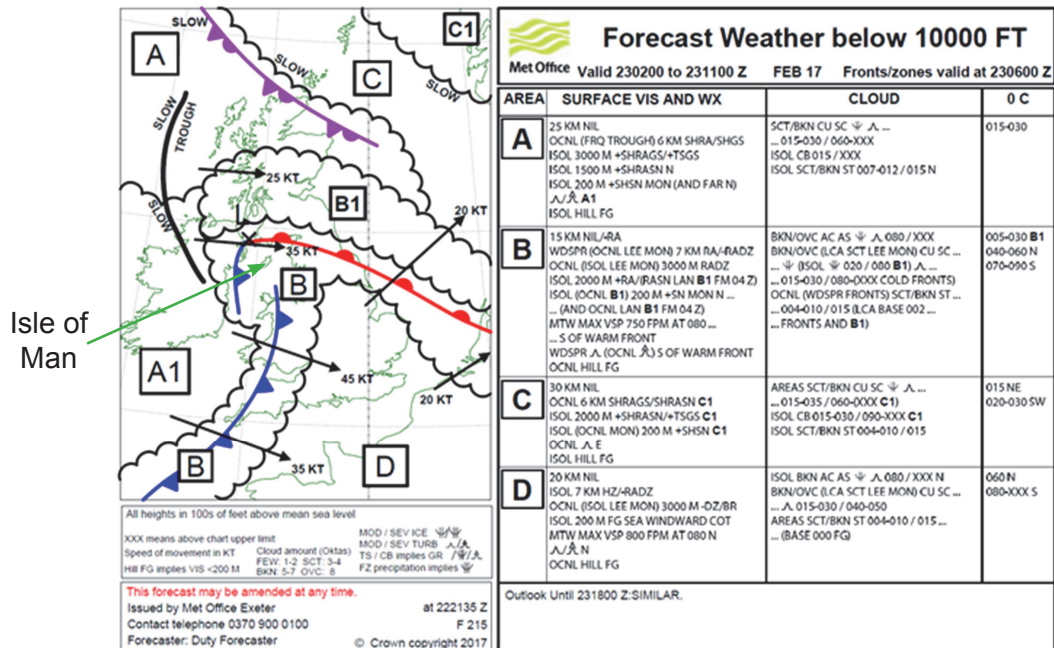 SLOW
A
SLOW
SLOW
C
C1
SLOW
SLOW
TROUGH
SLOW
25 KT
B1
20 KT
L
35 KT
B
Isle of
Man
A1
45 KT
20 KT
B
35 KT
D
All heights in 100s of feet above mean sea level
XXX means above chart upper limit
Speed of movement in KT
Hill FG implies VIS <200 M
Cloud amount (Oktas)
FEW: 1-2 SCT: 3-4
BKN: 5-7 OVC: 8
MOD / SEV ICE
MOD / SEV TURB
TS / CB implies GR
FZ precipitation implies
This forecast may be amended at any time.
Issued by Met Office Exeter at 222135 Z
Contact telephone 0370 900 0100 F 215
Forecaster: Duty Forecaster © Crown copyright 2017
Met Office
Forecast Weather below 10000 FT
Valid 230200 to 231100 Z FEB 17 Fronts/zones valid at 230600 Z
AREA SURFACE VIS AND WX CLOUD 0 C
A
25 KM NIL
OCNL (FRQ TROUGH) 6 KM SHRA/SHGS
ISOL 3000 M +SHRAGS/+TSGS
ISOL 1500 M +SHRASN N
ISOL 200 M +SHSN MON (AND FAR N)
A1
ISOL HILL FG
SCT/BKN CU SC ...
... 015-030 / 060-XXX
ISOL CB 015 / XXX
ISOL SCT/BKN ST 007-012 / 015 N
015-030
B
15 KM NIL/-RA
WDSPR (OCNL LEE MON) 7 KM RA/-RADZ
OCNL (ISOL LEE MON) 3000 M RADZ
ISOL 2000 M +RA/(RASN LAN B1 FM 04 Z)
ISOL (OCNL B1) 200 M +SN MON N ...
... (AND OCNL LAN B1 FM 04 Z)
MTW MAX VSP 750 FPM AT 080 ...
... S OF WARM FRONT
WDSPR (OCNL ) S OF WARM FRONT
OCNL HILL FG
BKN/OVC AC AS 080 / XXX
BKN/OVC (LCA SCT LEE MON) CU SC ...
... (ISOL 020 / 080 B1) ...
... 015-030 / 080-(XXX COLD FRONTS)
OCNL (WDSPR FRONTS) SCT/BKN ST ...
... 004-010 / 015 (LCA BASE 002 ...
... FRONTS AND B1)
005-030 B1
040-060 N
070-090 S
C
30 KM NIL
OCNL 6 KM SHRAGS/SHRASN C1
ISOL 2000 M +SHRASN/+TSGS C1
ISOL (OCNL MON) 200 M +SHSN C1
OCNL E
ISOL HILL FG
AREAS SCT/BKN CU SC ...
... 015-035 / 060-(XXX C1)
ISOL CB 015-030 / 090-XXX C1
ISOL SCT/BKN ST 004-010 / 015
015 NE
020-030 SW
D
20 KM NIL
ISOL 7 KM HZ/-RADZ
OCNL (ISOL LEE MON) 3000 M -DZ/BR
ISOL 200 M FG SEA WINDWARD COT
MTW MAX VSP 800 FPM AT 080 N
N
OCNL HILL FG
ISOL BKN AC AS 080 / XXX N
BKN/OVC (LCA SCT LEE MON) CU SC ...
... 015-030 / 040-050
AREAS SCT/BKN ST 004-010 / 015 ...
... (BASE 000 FG)
060 N
080-XXX S
Outlook Until 231800 Z:SIMILAR.